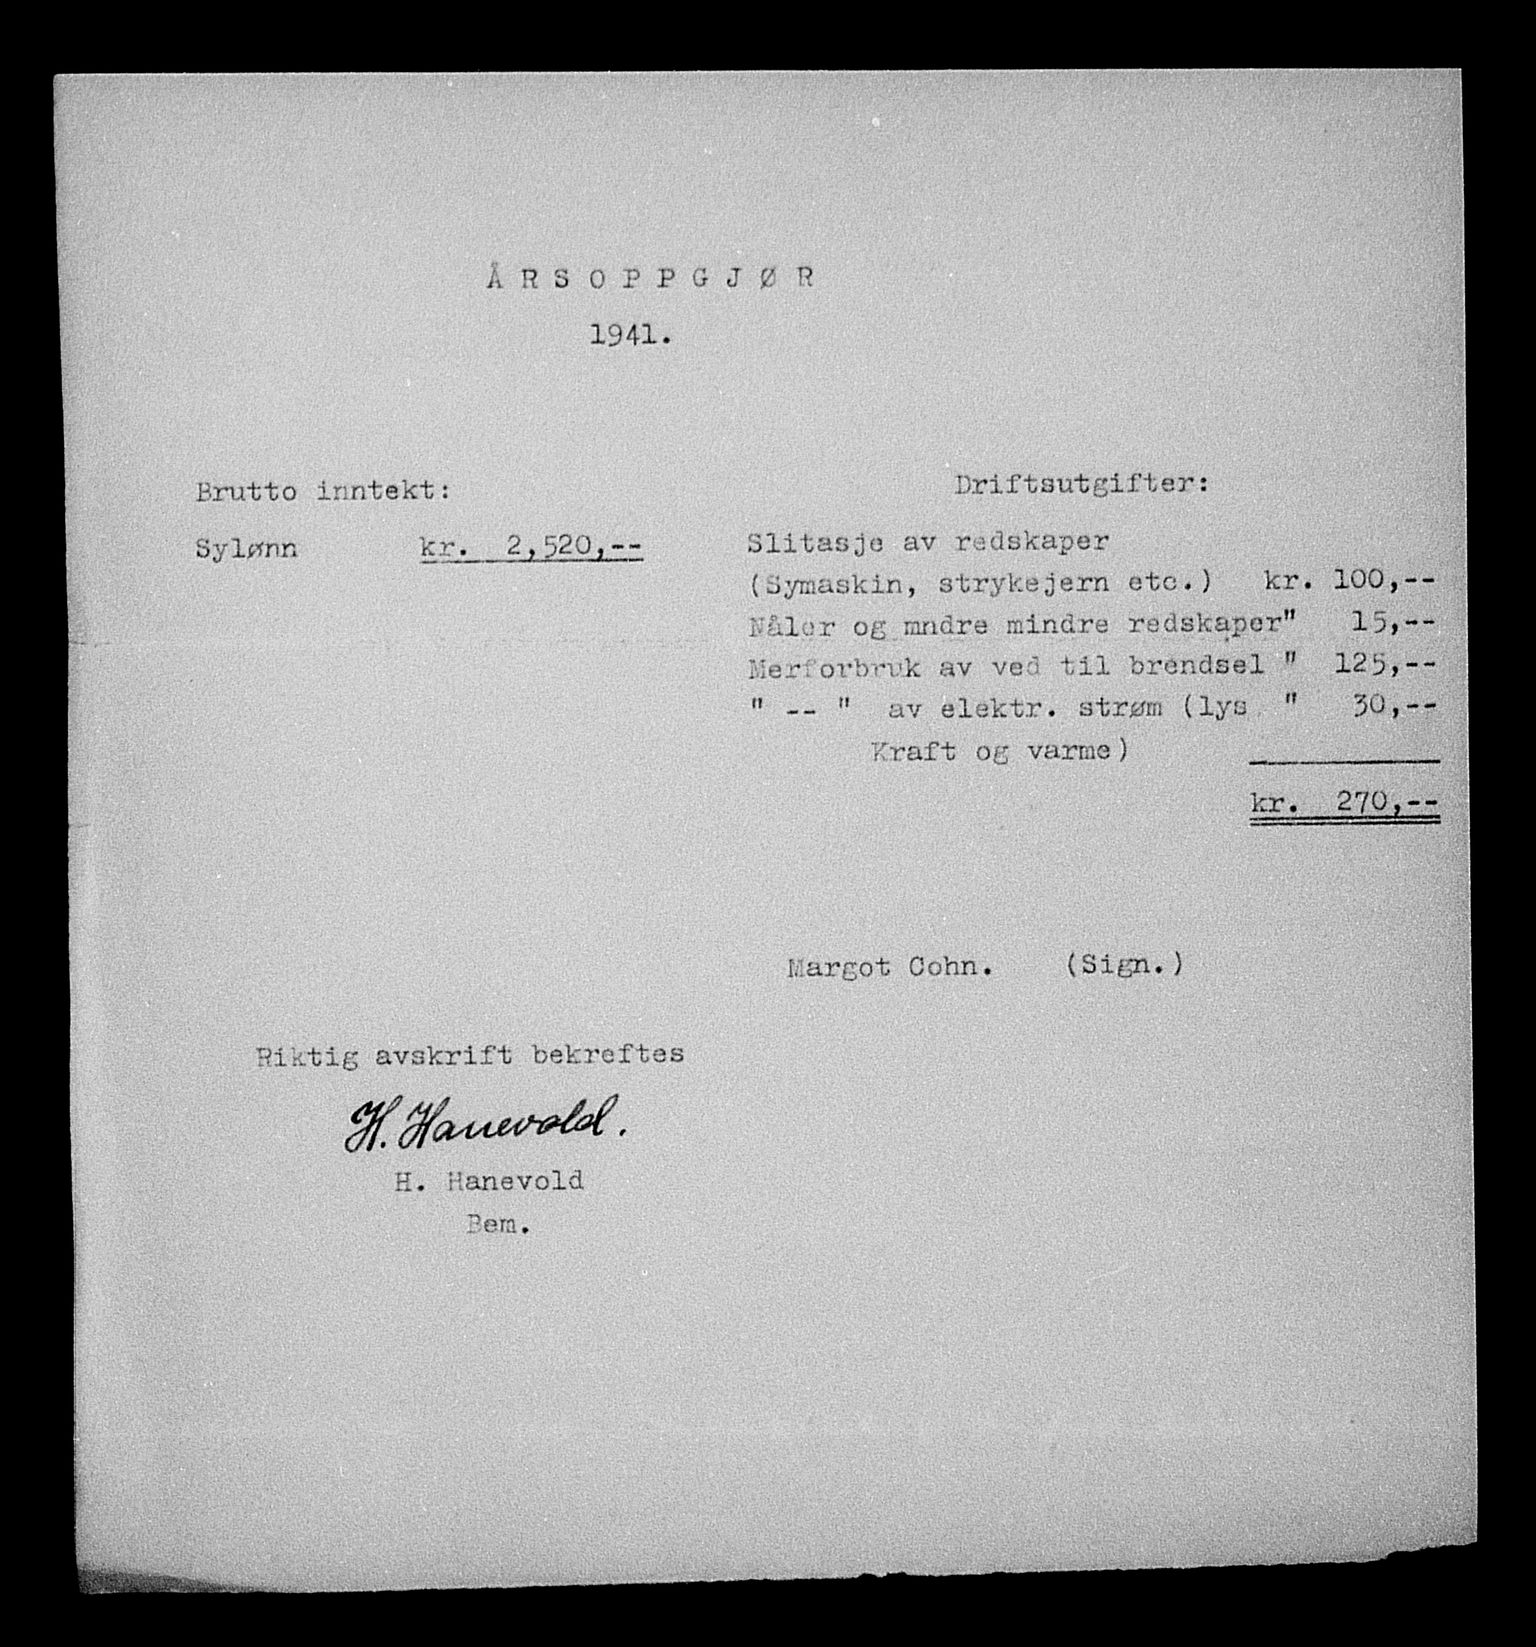 ÅRSOPPGJØR
1941.
Brutto inntekt:
Sylønn kr. 2,520,--
Driftsutgifter:
Slitasje av redskaper
(Symaskin, strykejern etc.) kr. 100,--
Nåler og mndre mindre redskaper" 15,--
Merforbruk av ved til brendsel " 125,--
" -- " av elektr. strøm (lys, " 30,--
Kraft og varme)
kr. 270,--
Margot Cohn. (Sign.)
Riktig avskrift bekreftes
H. Hanevold.
H. Hanevold
Bem.